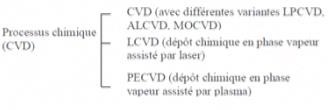 Processus chimique
(CVD)
CVD (avec différentes variantes LPCVD,
ALCVD, MOCVD)
LCVD (dépôt chimique en phase vapeur
assisté par laser)
PECVD (dépôt chimique en phase
vapeur assisté par plasma)